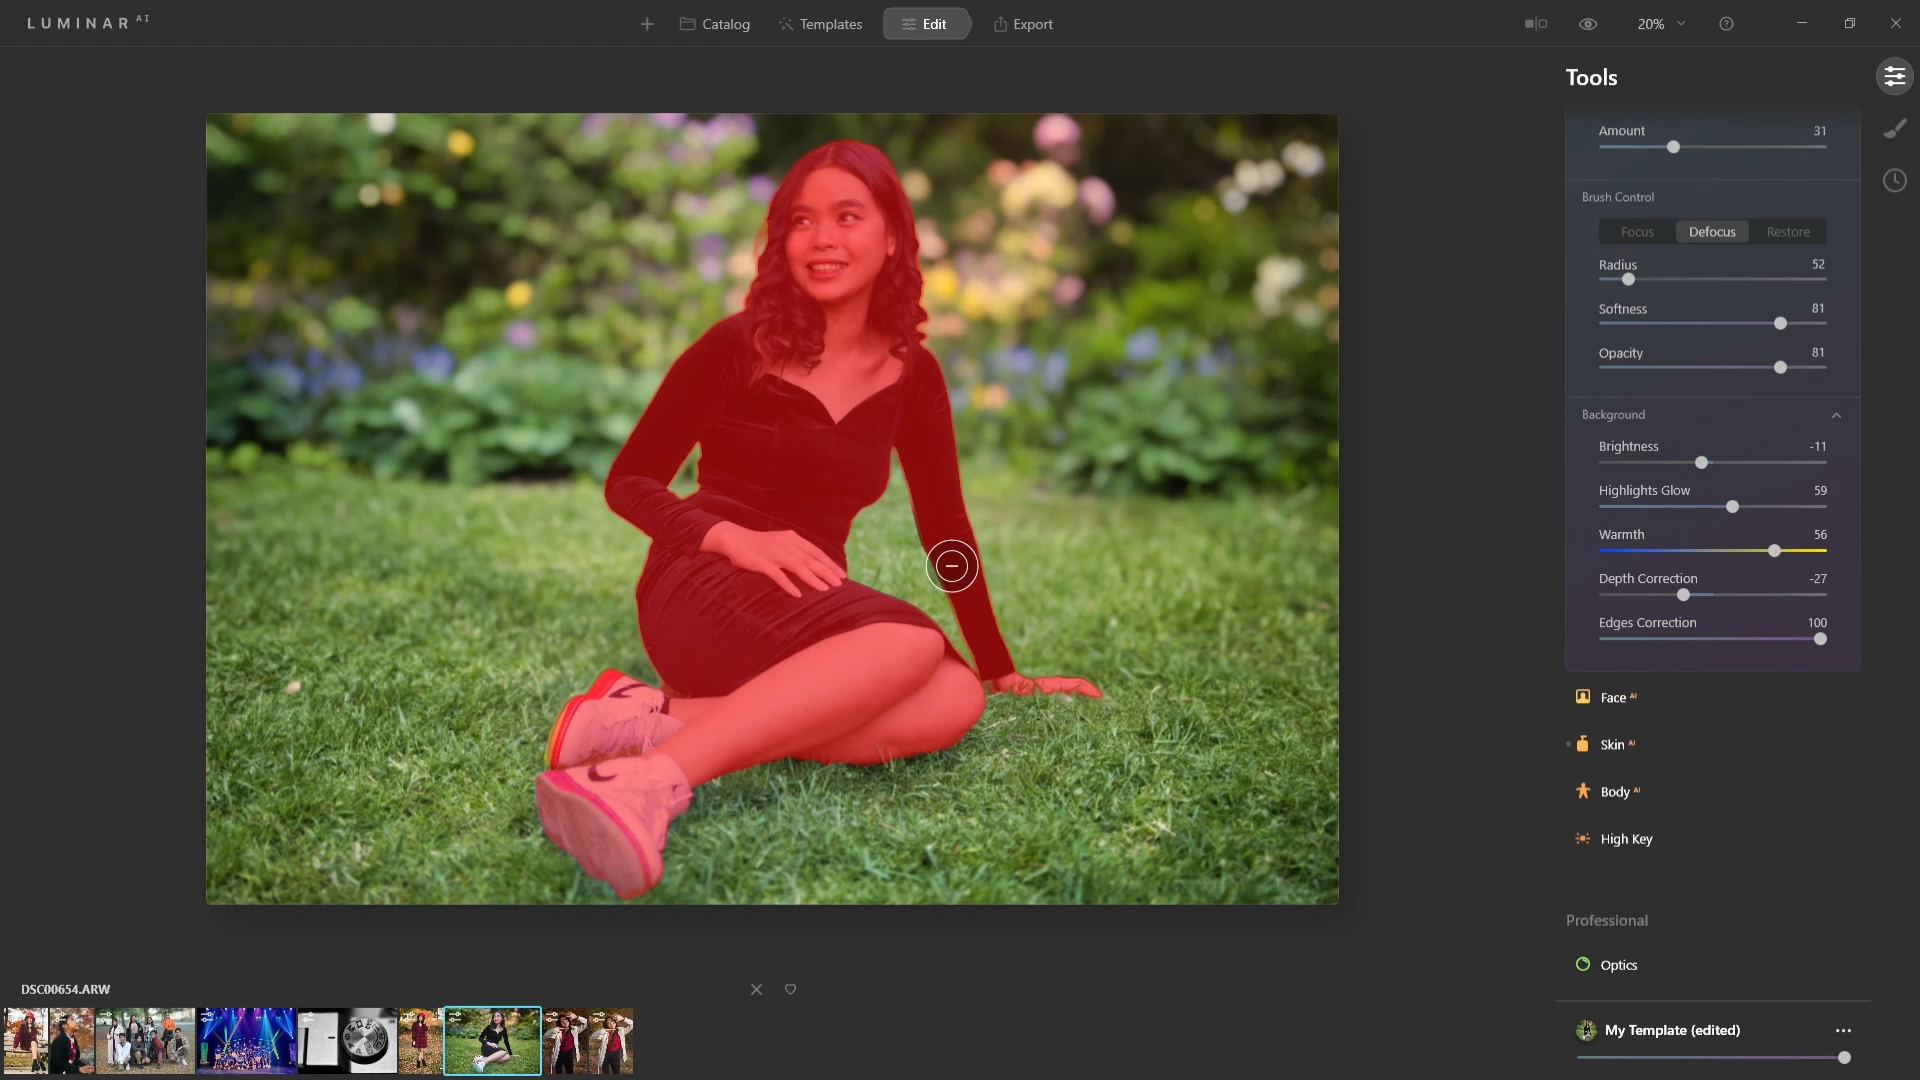 LUMINAR AI
Catalog
Templates
Edit
Export
20%
Tools
Amount 31
Brush Control
Focus Defocus Restore
Radius 52
Softness 81
Opacity 81
Background
Brightness -11
Highlights Glow 59
Warmth 56
Depth Correction -27
Edges Correction 100
Face AI
Skin AI
Body AI
High Key
Professional
Optics
My Template (edited)
DSC00654.ARW